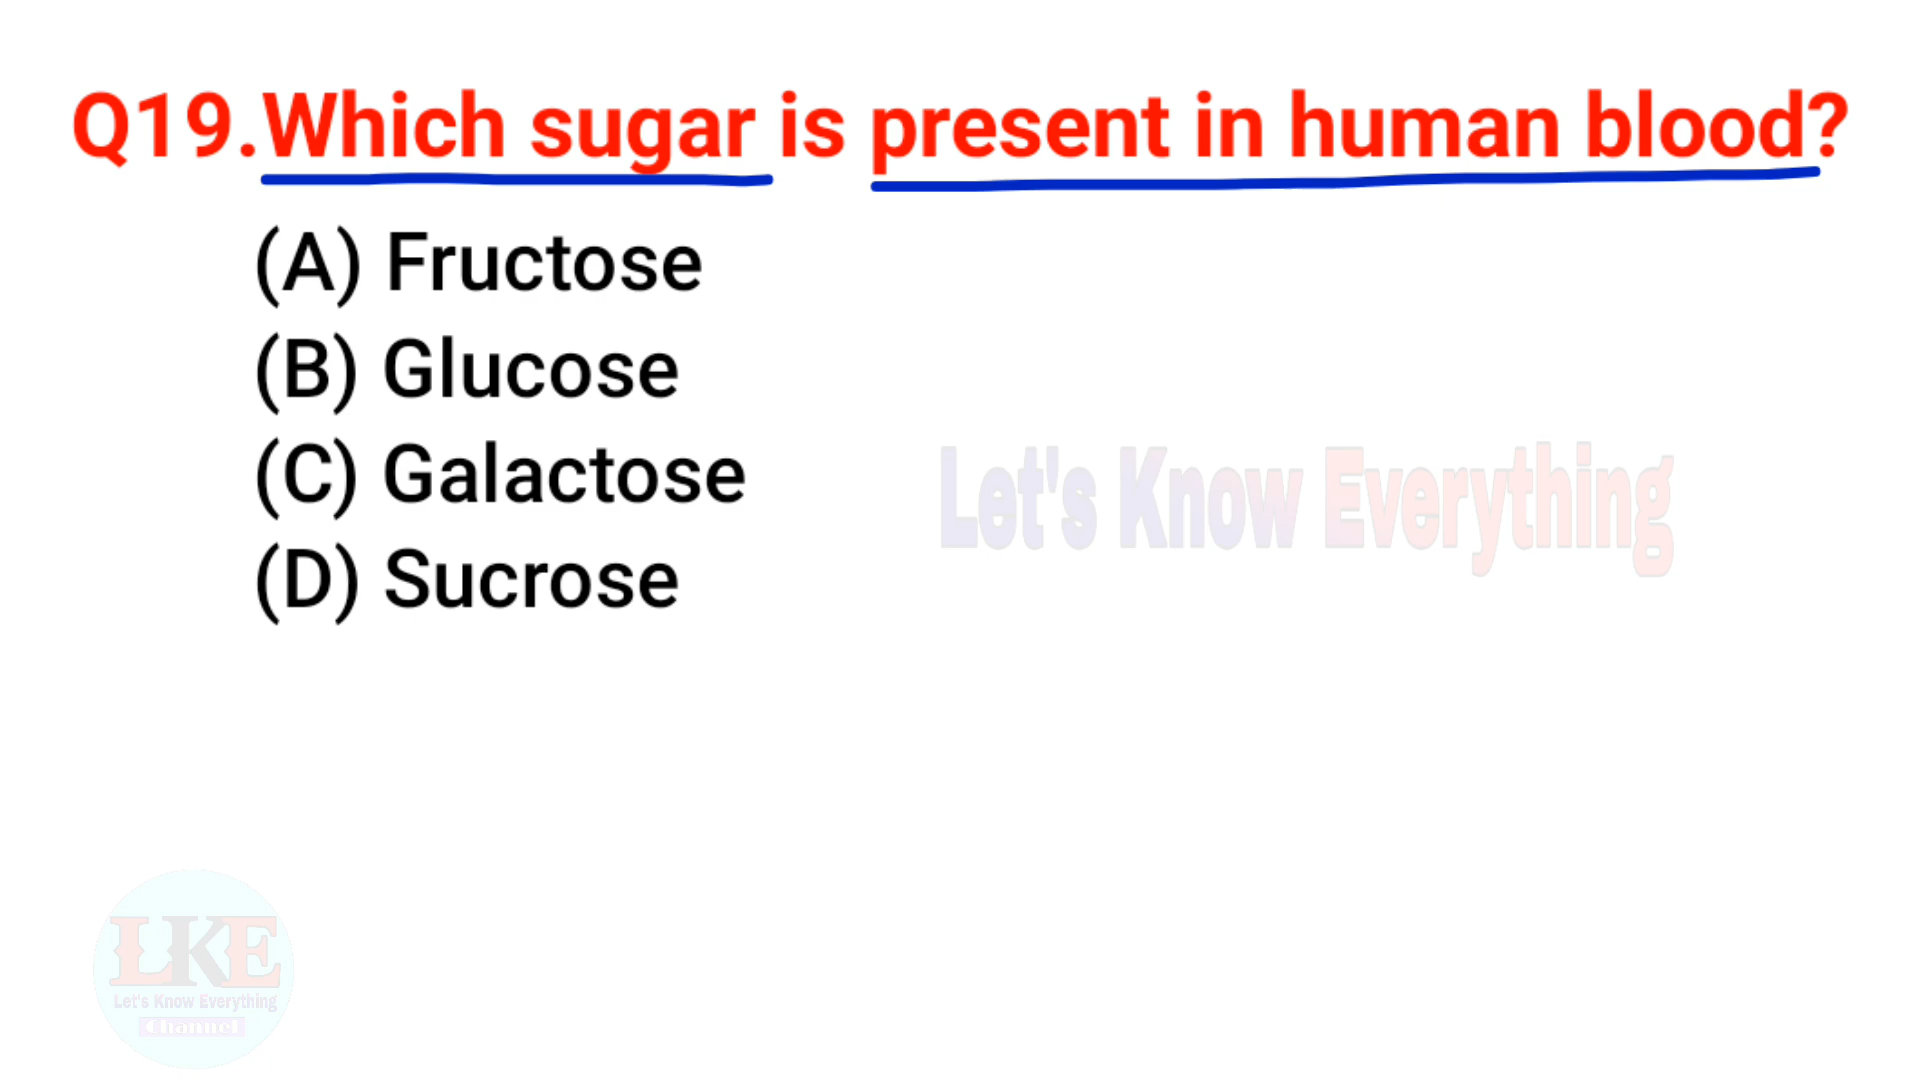 Q19.Which sugar is present in human blood?
(A) Fructose
(B) Glucose
(C) Galactose
(D) Sucrose
Let's Know Everything
LKE
Let's Know Everything
Channel